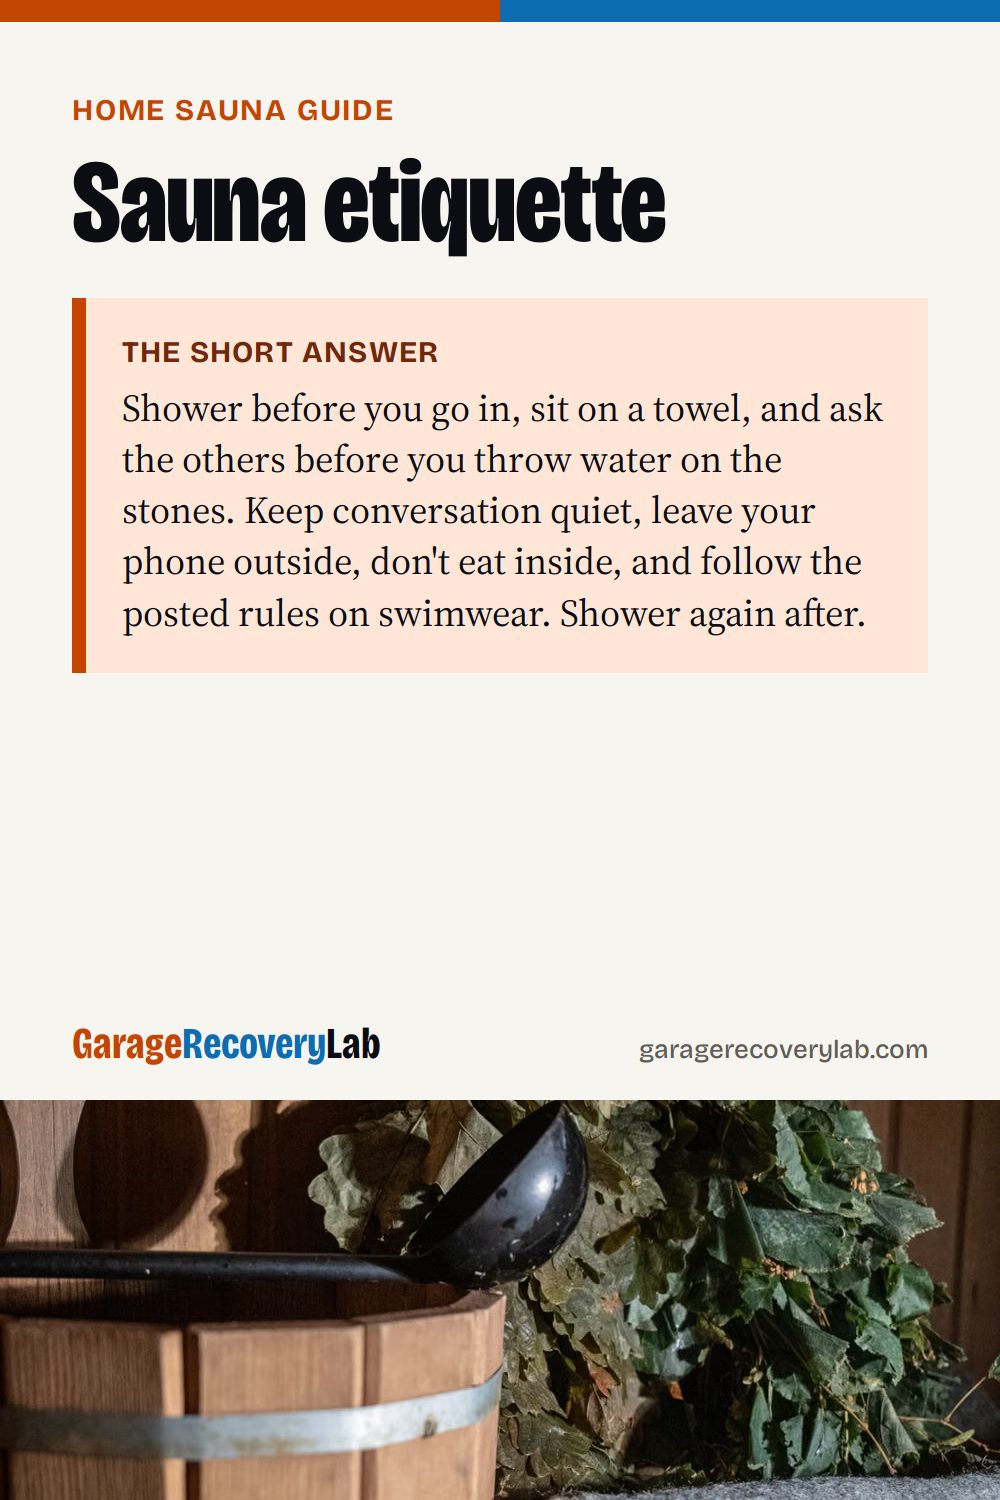 HOME SAUNA GUIDE
Sauna etiquette
THE SHORT ANSWER
Shower before you go in, sit on a towel, and ask
the others before you throw water on the
stones. Keep conversation quiet, leave your
phone outside, don't eat inside, and follow the
posted rules on swimwear. Shower again after.
GarageRecoveryLab
garagerecoverylab.com